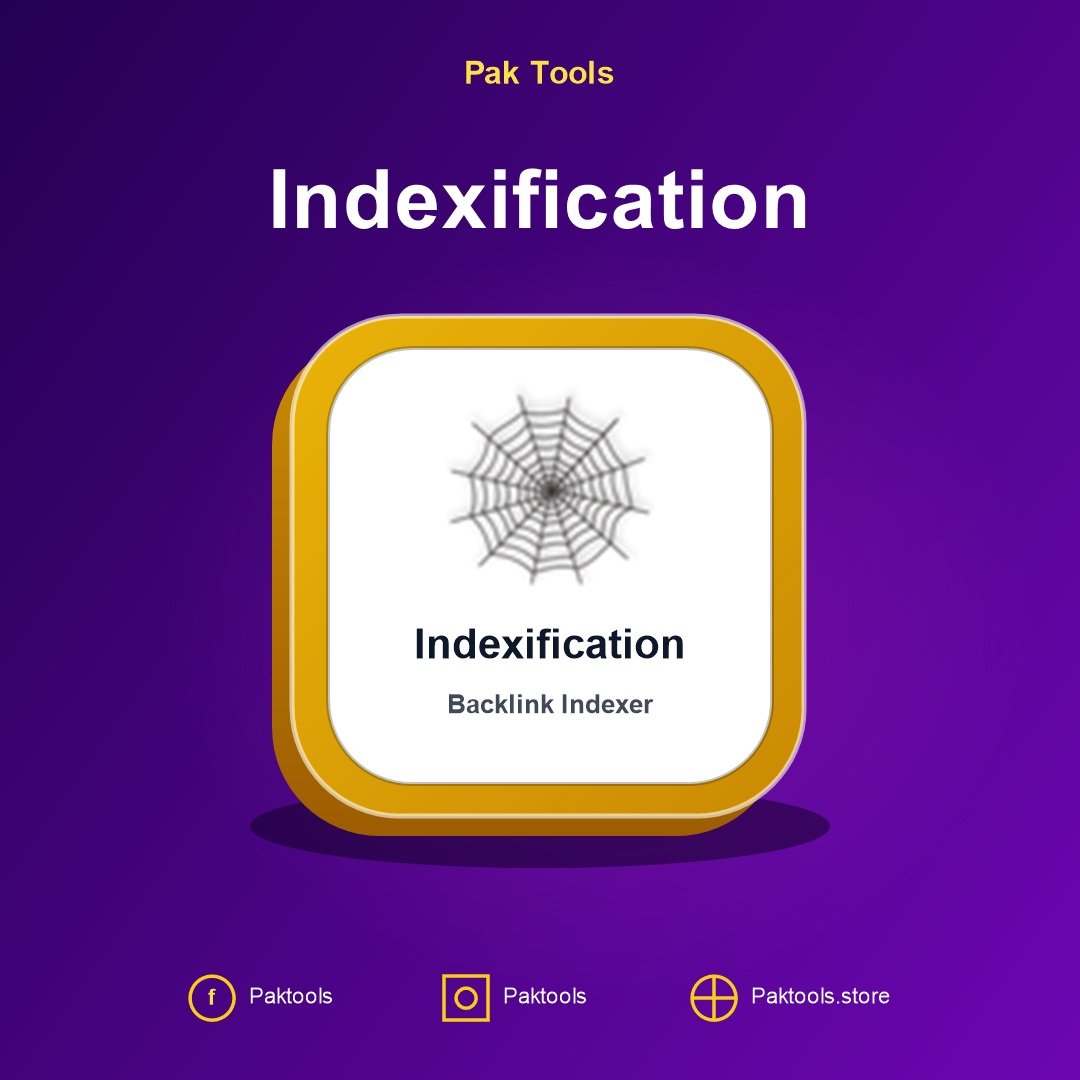 Pak Tools
Indexification
Indexification
Backlink Indexer
f Paktools
Paktools
Paktools.store